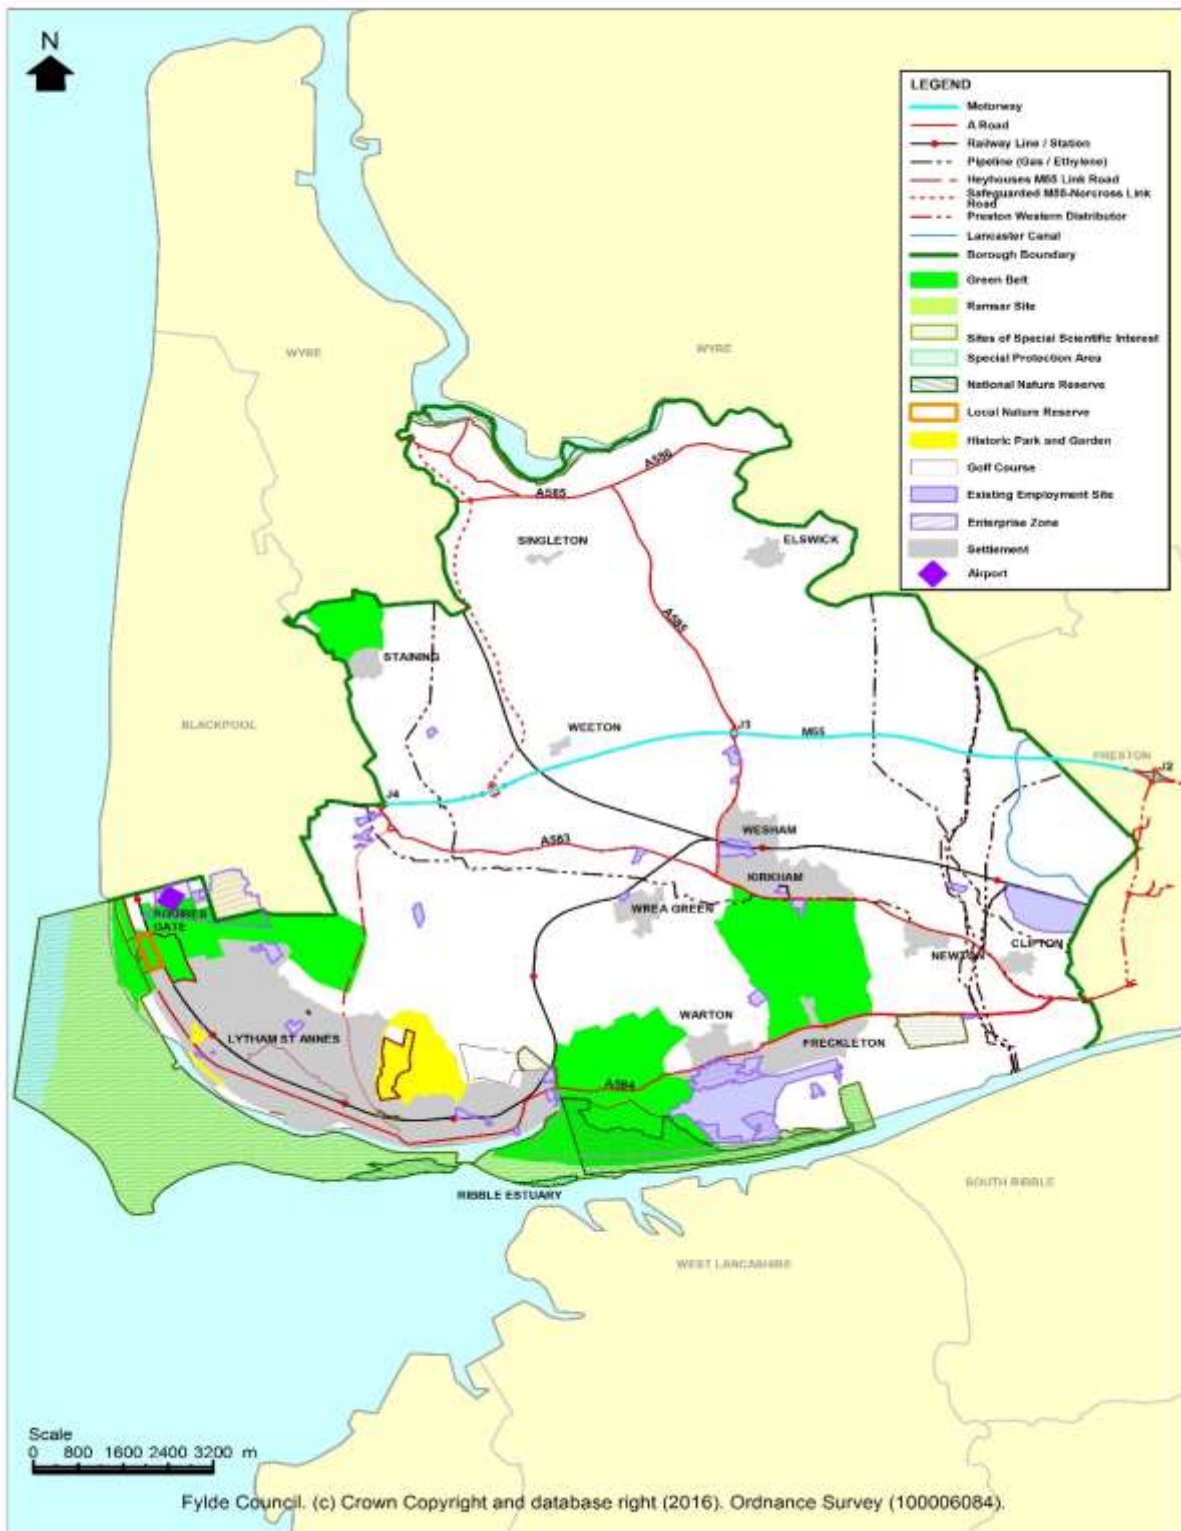 N
LEGEND
Motorway
A Road
Railway Line / Station
Pipeline (Gas / Ethylene)
Heyhouses M55 Link Road
Safeguarded M55-Norcross Link
Road
Preston Western Distributor
Lancaster Canal
Borough Boundary
Green Belt
Ramsar Site
Sites of Special Scientific Interest
Special Protection Area
National Nature Reserve
Local Nature Reserve
Historic Park and Garden
Golf Course
Existing Employment Site
Enterprise Zone
Settlement
Airport
WYRE
WYRE
A586
A585
SINGLETON
ELSWICK
A585
STAINING
BLACKPOOL
WEETON
J3
M55
PRESTON
J2
J4
A583
WESHAM
KIRKHAM
SQUIRES
GATE
WREA GREEN
NEWTON
CLIFTON
WARTON
LYTHAM ST ANNES
FRECKLETON
A584
RIBBLE ESTUARY
SOUTH RIBBLE
WEST LANCASHIRE
Scale
0 800 1600 2400 3200 m
Fylde Council. (c) Crown Copyright and database right (2016). Ordnance Survey (100006084).